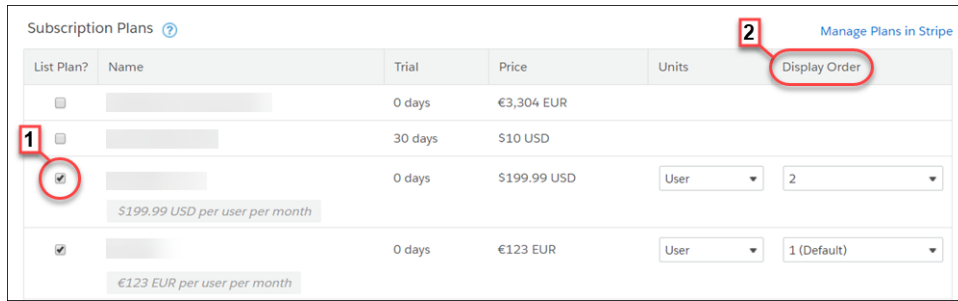 Subscription Plans ?
2
Manage Plans in Stripe
List Plan? Name Trial Price Units Display Order
0 days €3,304 EUR
1
30 days $10 USD
0 days $199.99 USD User 2
$199.99 USD per user per month
0 days €123 EUR User 1 (Default)
€123 EUR per user per month